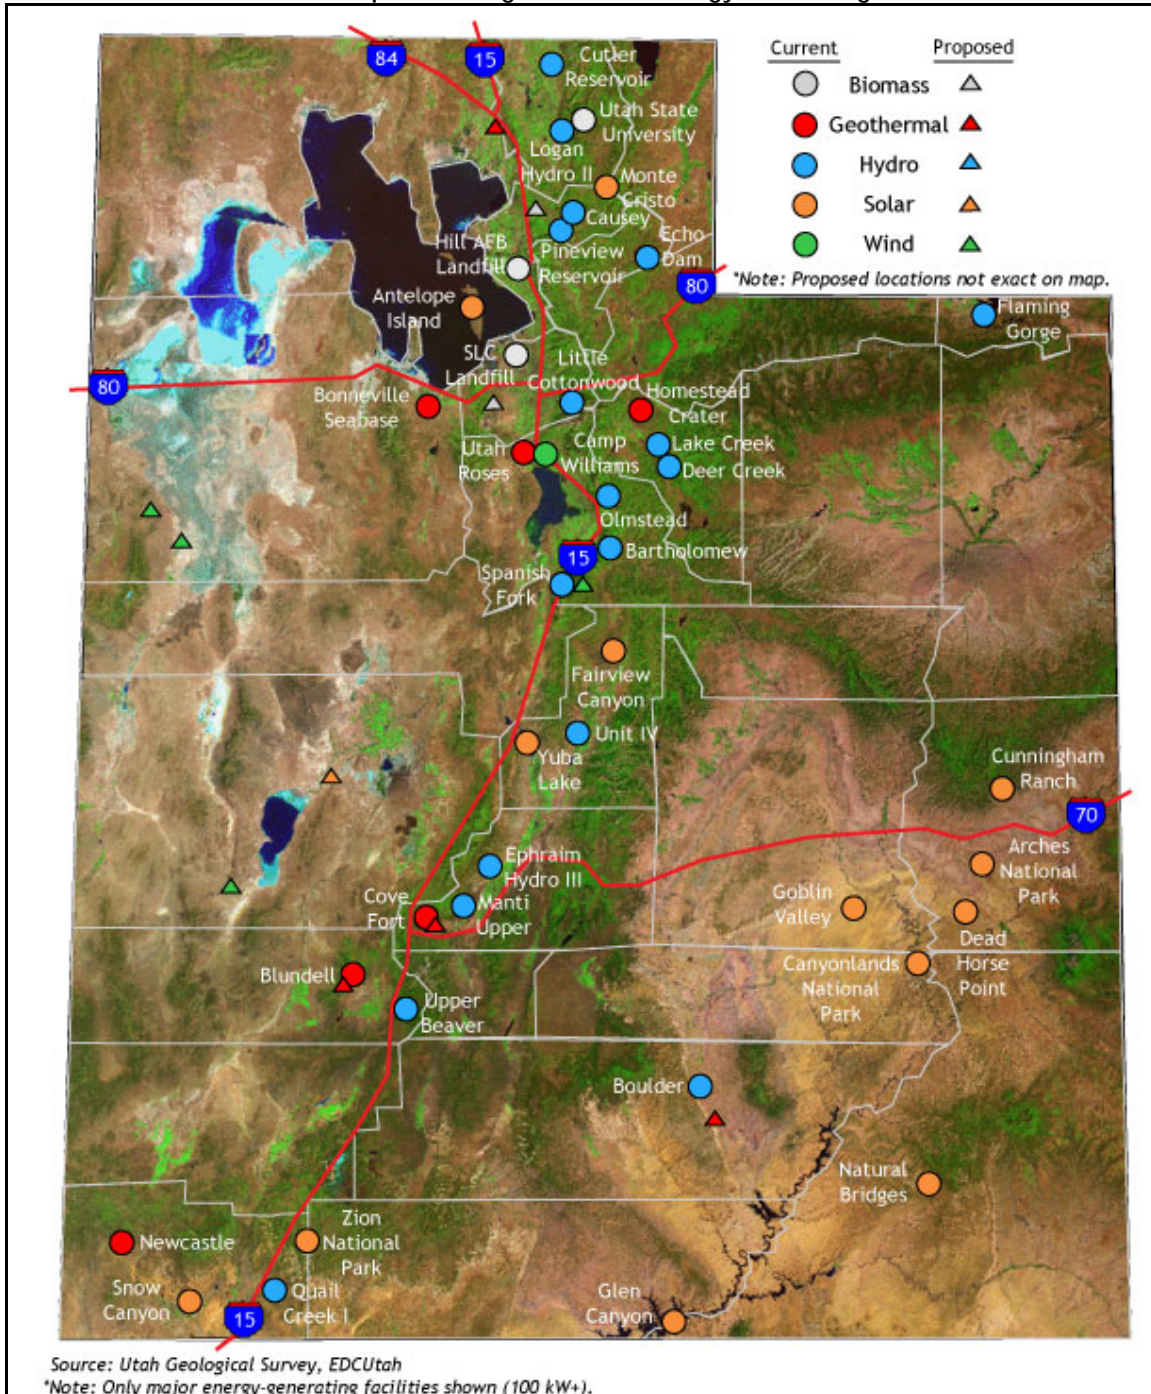 Current Proposed
Biomass
Geothermal
Hydro
Solar
Wind
*Note: Proposed locations not exact on map.
84
15
Cutler
Reservoir
Utah State
University
Logan
Hydro II
Monte
Cristo
Causey
Pineview
Reservoir
Echo
Dam
80
Hill AFB
Landfill
Antelope
Island
Flaming
Gorge
SLC
Landfill
Little
Cottonwood
80
Bonneville
Seabase
Homestead
Crater
Utah
Roses
Camp
Williams
Lake Creek
Deer Creek
Olmstead
15
Bartholomew
Spanish
Fork
Fairview
Canyon
Unit IV
Yuba
Lake
Cunningham
Ranch
70
Ephraim
Hydro III
Arches
National
Park
Cove
Fort
Manti
Upper
Goblin
Valley
Dead
Horse
Point
Canyonlands
National
Park
Blundell
Upper
Beaver
Boulder
Natural
Bridges
Newcastle
Zion
National
Park
Snow
Canyon
Quail
Creek I
15
Glen
Canyon
Source: Utah Geological Survey, EDCUtah
*Note: Only major energy-generating facilities shown (100 kW+).